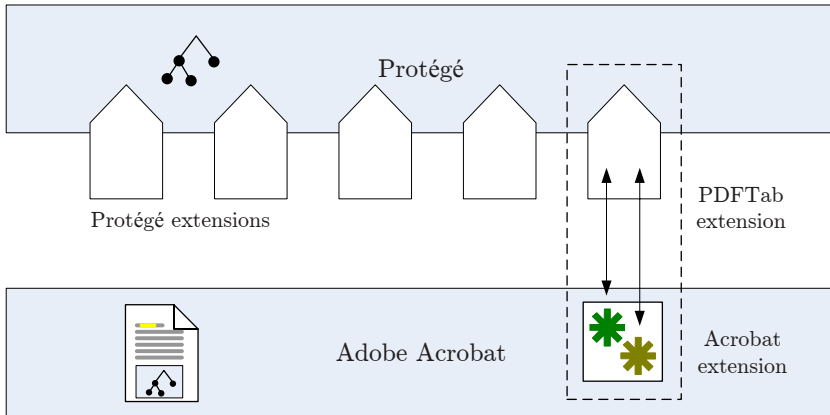 Protégé
Protégé extensions
PDFTab
extension
Adobe Acrobat
Acrobat
extension